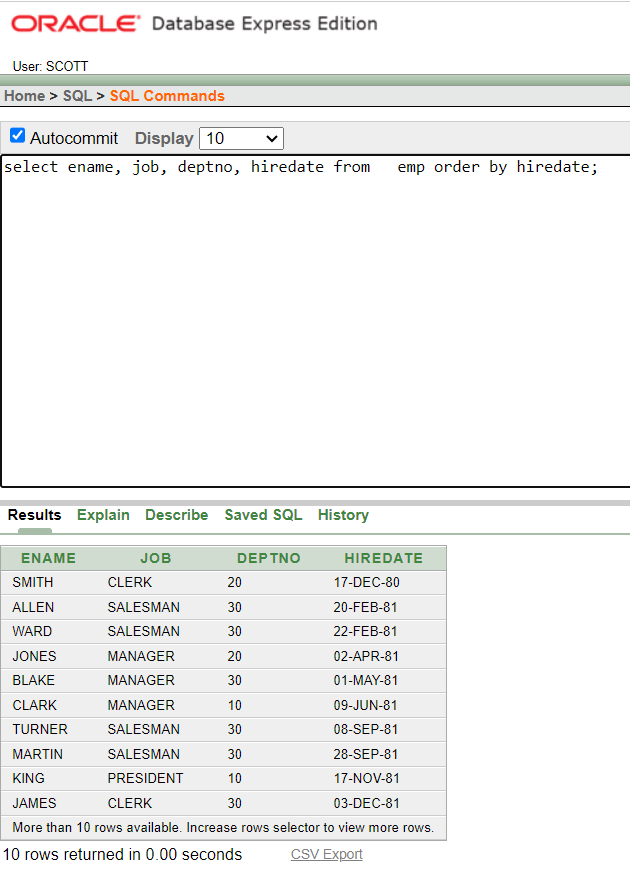 ORACLE® Database Express Edition
User: SCOTT
Home > SQL > SQL Commands
Autocommit Display 10
select ename, job, deptno, hiredate from   emp order by hiredate;
Results Explain Describe Saved SQL History
ENAME JOB DEPTNO HIREDATE
SMITH CLERK 20 17-DEC-80
ALLEN SALESMAN 30 20-FEB-81
WARD SALESMAN 30 22-FEB-81
JONES MANAGER 20 02-APR-81
BLAKE MANAGER 30 01-MAY-81
CLARK MANAGER 10 09-JUN-81
TURNER SALESMAN 30 08-SEP-81
MARTIN SALESMAN 30 28-SEP-81
KING PRESIDENT 10 17-NOV-81
JAMES CLERK 30 03-DEC-81
More than 10 rows available. Increase rows selector to view more rows.
10 rows returned in 0.00 seconds CSV Export